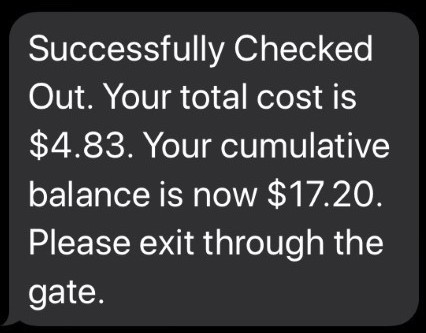 Successfully Checked
Out. Your total cost is
$4.83. Your cumulative
balance is now $17.20.
Please exit through the
gate.